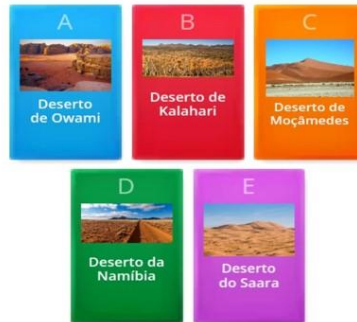 A
Deserto
de Owami
B
Deserto de
Kalahari
C
Deserto de
Moçâmedes
D
Deserto da
Namíbia
E
Deserto
do Saara